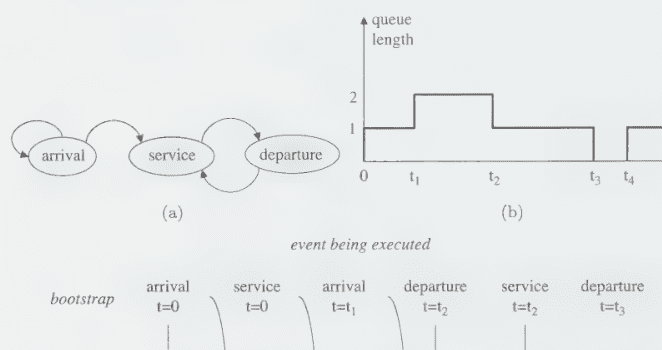 queue
length
2
1
arrival service departure
0 t1 t2 t3 t4
(a) (b)
event being executed
bootstrap arrival service arrival departure service departure
t=0 t=0 t=t1 t=t2 t=t2 t=t3